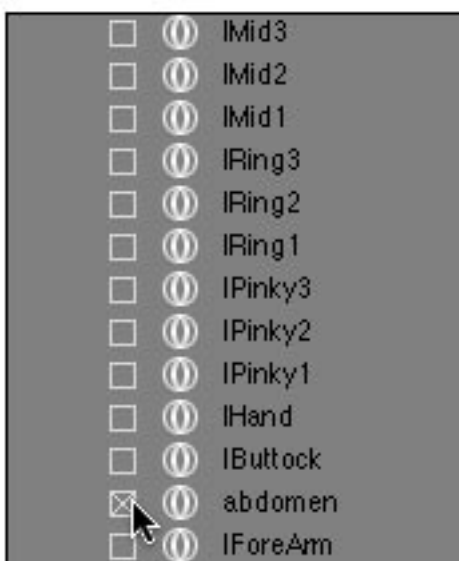 lMid3
lMid2
lMid1
lRing3
lRing2
lRing1
lPinky3
lPinky2
lPinky1
lHand
lButtock
abdomen
lForeArm